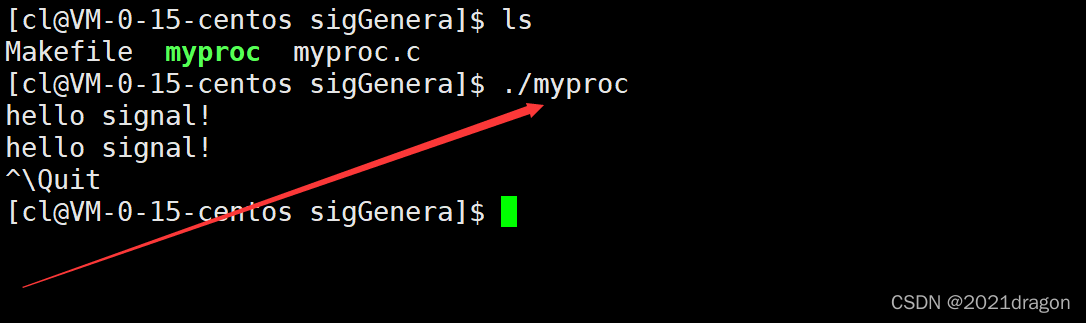 [cl@VM-0-15-centos sigGenera]$ ls
Makefile  myproc  myproc.c
[cl@VM-0-15-centos sigGenera]$ ./myproc
hello signal!
hello signal!
^\Quit
[cl@VM-0-15-centos sigGenera]$
CSDN @2021dragon